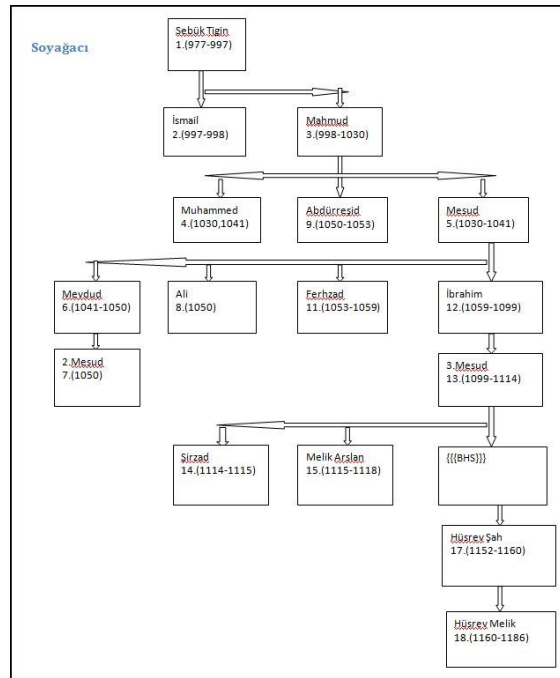 Soyağacı
Sebük Tigin
1.(977-997)
İsmail
2.(997-998)
Mahmud
3.(998-1030)
Muhammed
4.(1030,1041)
Abdürreşid
9.(1050-1053)
Mesud
5.(1030-1041)
Mevdud
6.(1041-1050)
Ali
8.(1050)
Ferhzad
11.(1053-1059)
İbrahim
12.(1059-1099)
2.Mesud
7.(1050)
3.Mesud
13.(1099-1114)
Şirzad
14.(1114-1115)
Melik Arslan
15.(1115-1118)
{{{BHS}}}
Hüsrev Şah
17.(1152-1160)
Hüsrev Melik
18.(1160-1186)